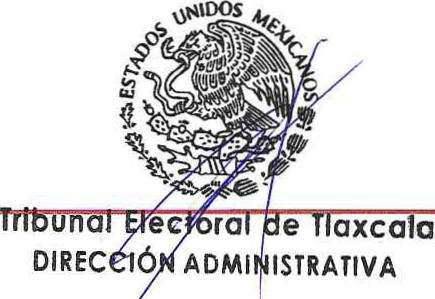 ESTADOS UNIDOS MEXICANOS
Tribunal Electoral de Tlaxcala
DIRECCIÓN ADMINISTRATIVA